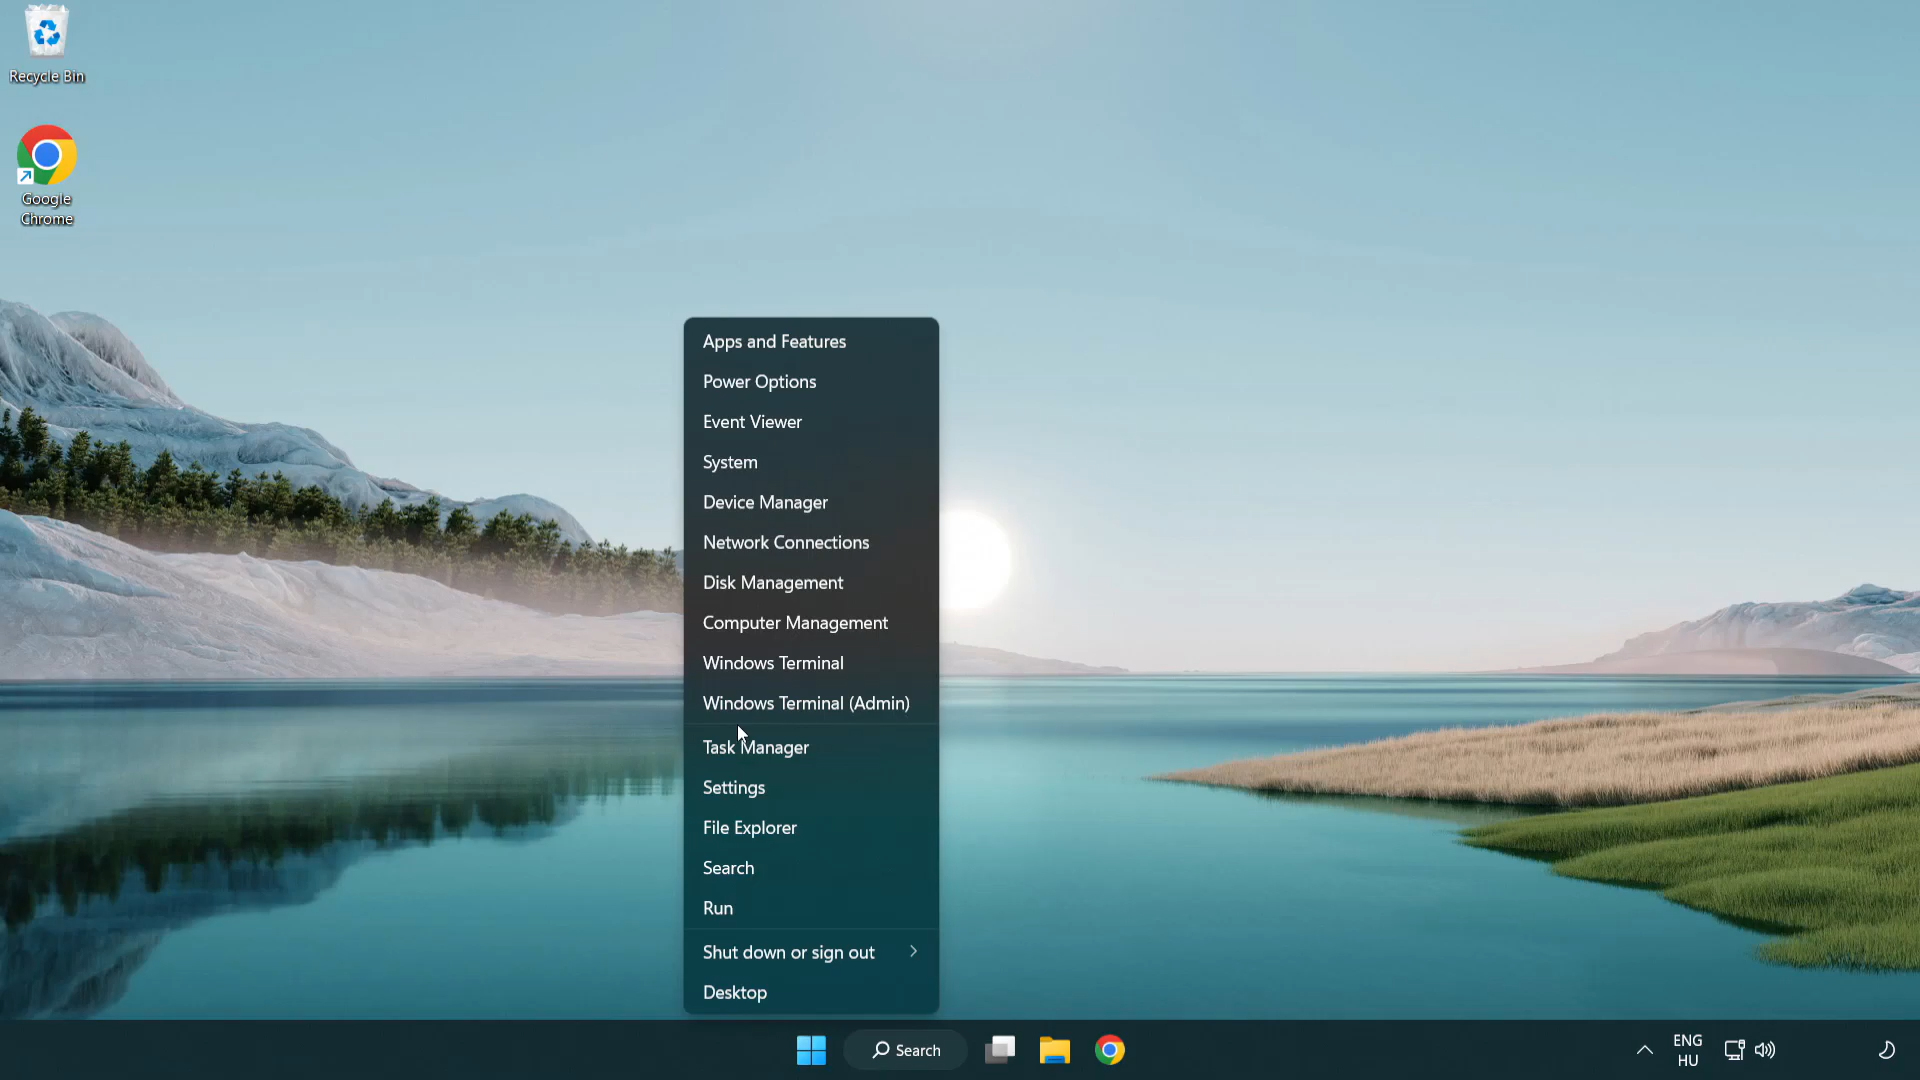 Recycle Bin
Google
Chrome
Apps and Features
Power Options
Event Viewer
System
Device Manager
Network Connections
Disk Management
Computer Management
Windows Terminal
Windows Terminal (Admin)
Task Manager
Settings
File Explorer
Search
Run
Shut down or sign out
Desktop
Search
ENG
HU